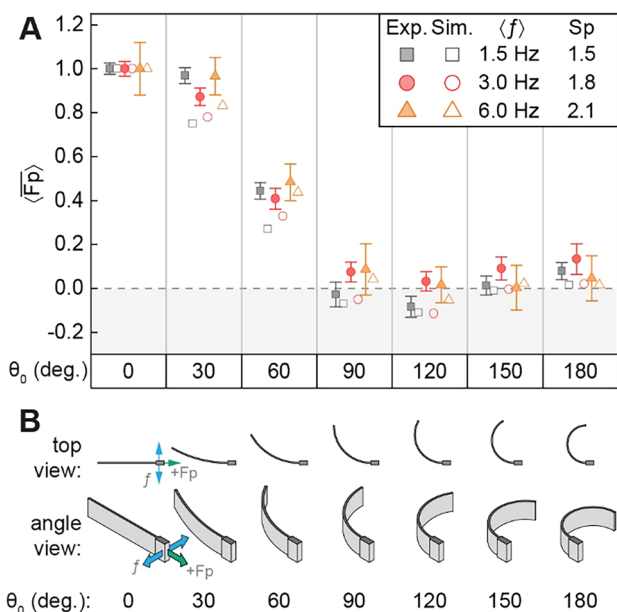 A
Exp. Sim. ⟨f⟩ Sp
1.5 Hz 1.5
3.0 Hz 1.8
6.0 Hz 2.1
1.2
1.0
0.8
0.6
0.4
0.2
0.0
-0.2
⟨F̅p̅⟩
θ₀ (deg.) 0 30 60 90 120 150 180
B
top view:
f +Fp
angle view:
f +Fp
θ₀ (deg.): 0 30 60 90 120 150 180